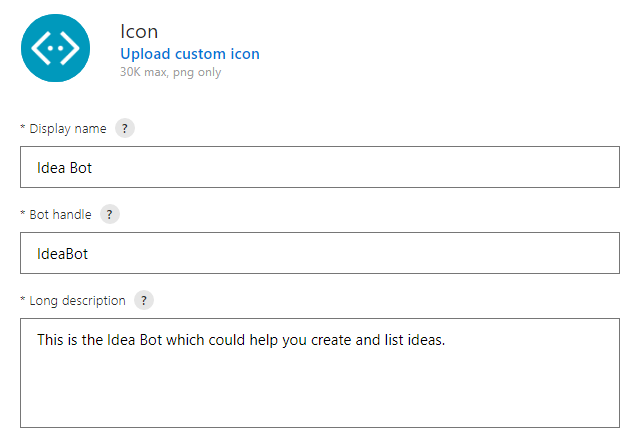 Icon
Upload custom icon
30K max, png only
* Display name ?
Idea Bot
* Bot handle ?
IdeaBot
* Long description ?
This is the Idea Bot which could help you create and list ideas.